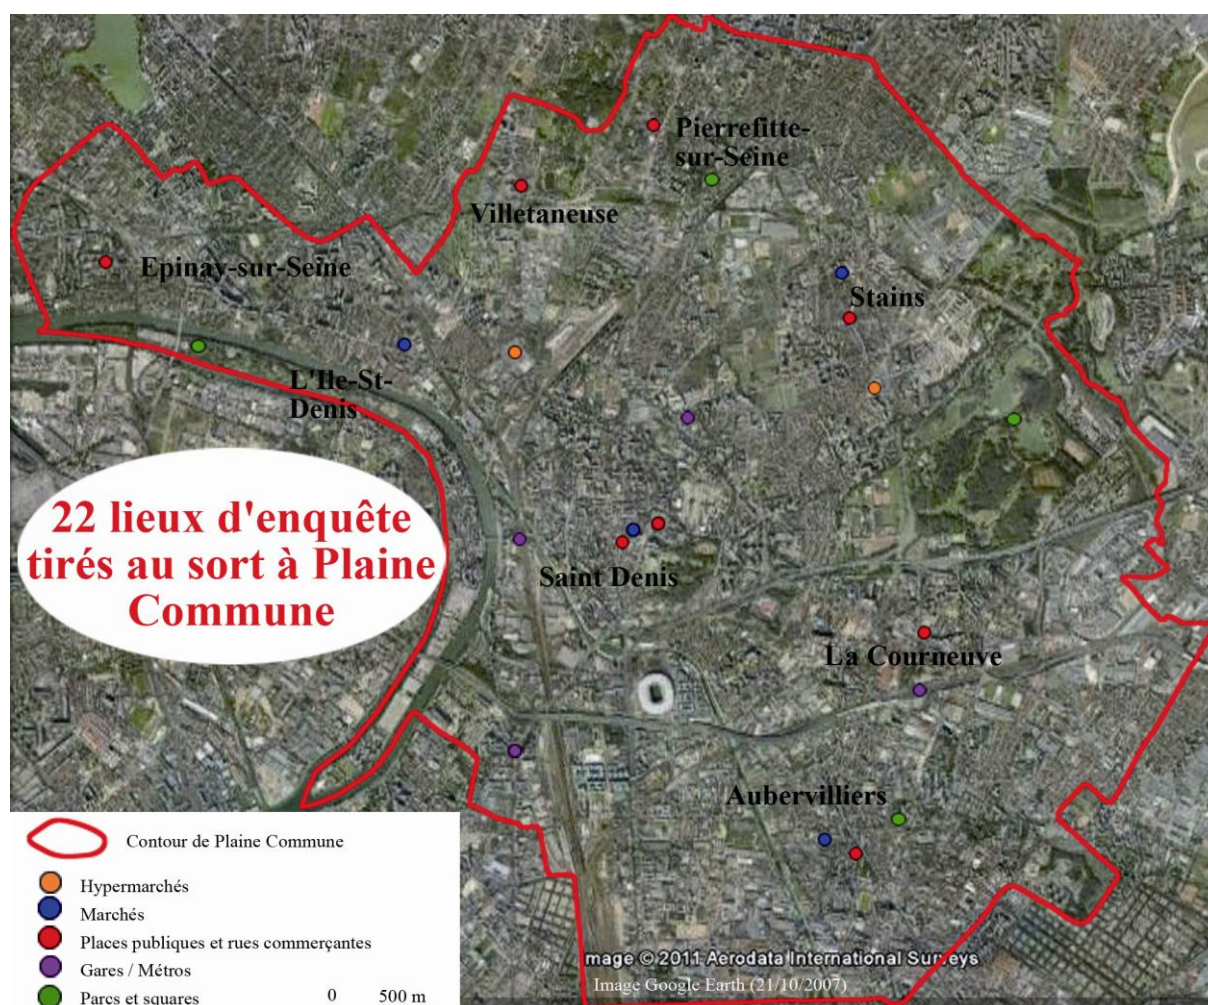 Pierrefitte-
sur-Seine
Villetaneuse
Epinay-sur-Seine
Stains
L'Ile-St-
Denis
22 lieux d'enquête
tirés au sort à Plaine
Commune
Saint Denis
La Courneuve
Aubervilliers
Contour de Plaine Commune
Hypermarchés
Marchés
Places publiques et rues commerçantes
Gares / Métros
Parcs et squares
0 500 m
Image © 2011 Aerodata International Surveys
Image Google Earth (21/10/2007)